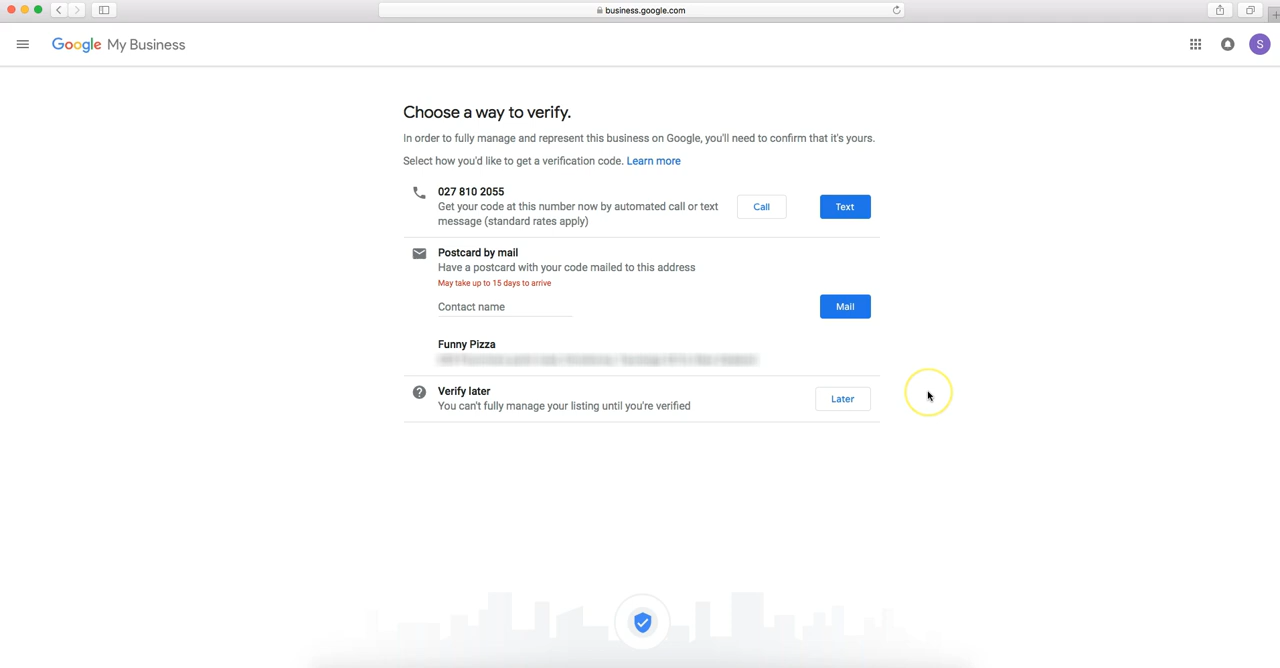 business.google.com
Google My Business
S
Choose a way to verify.
In order to fully manage and represent this business on Google, you'll need to confirm that it's yours.
Select how you'd like to get a verification code. Learn more
027 810 2055
Get your code at this number now by automated call or text
message (standard rates apply)
Call
Text
Postcard by mail
Have a postcard with your code mailed to this address
May take up to 15 days to arrive
Contact name
Mail
Funny Pizza
Verify later
You can't fully manage your listing until you're verified
Later